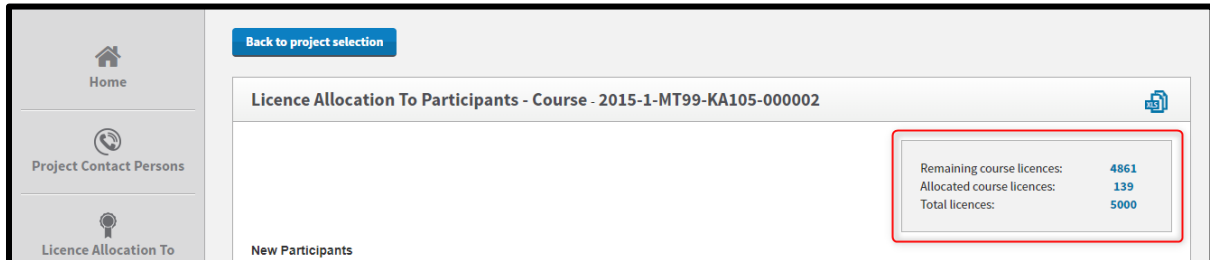 Home
Project Contact Persons
Licence Allocation To
Back to project selection
Licence Allocation To Participants - Course - 2015-1-MT99-KA105-000002
XLS
Remaining course licences: 4861
Allocated course licences: 139
Total licences: 5000
New Participants